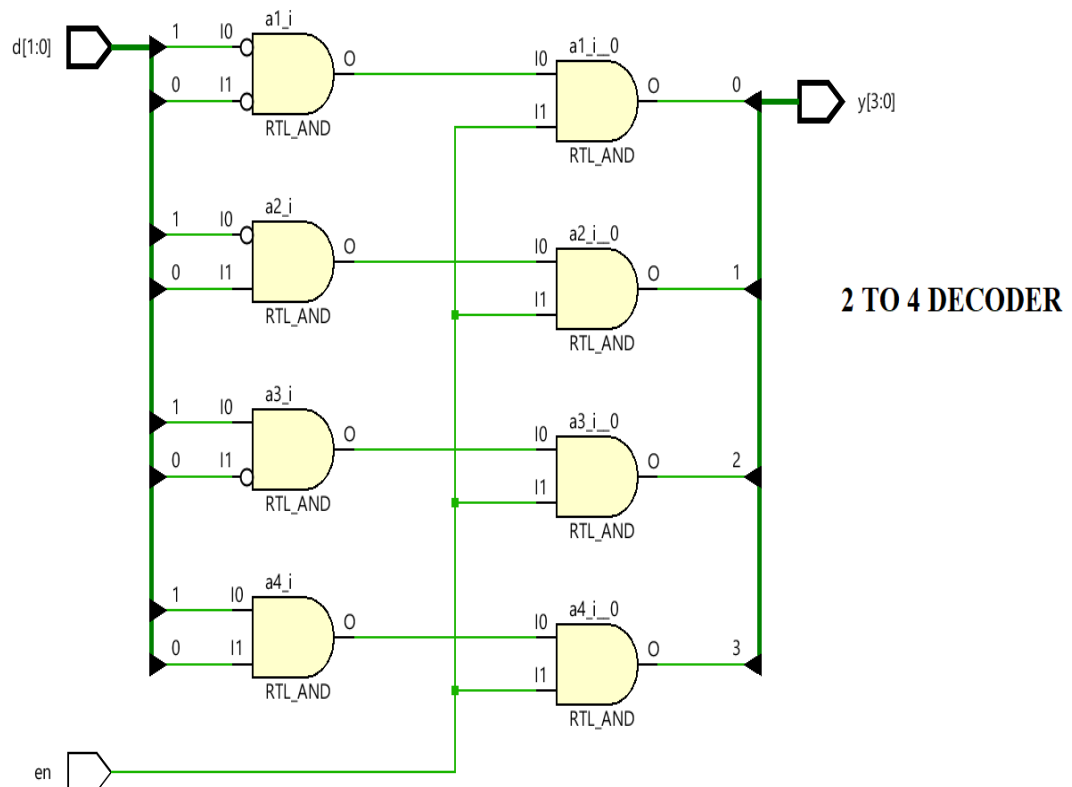 a1_i
d[1:0] 1 I0 O a1_i__0
0 I1 I0 O 0 y[3:0]
RTL_AND I1
RTL_AND
a2_i
1 I0 O a2_i__0
0 I1 I0 O 1
RTL_AND I1
2 TO 4 DECODER
RTL_AND
a3_i
1 I0 O a3_i__0
0 I1 I0 O 2
RTL_AND I1
RTL_AND
a4_i
1 I0 O a4_i__0
0 I1 I0 O 3
RTL_AND I1
RTL_AND
en